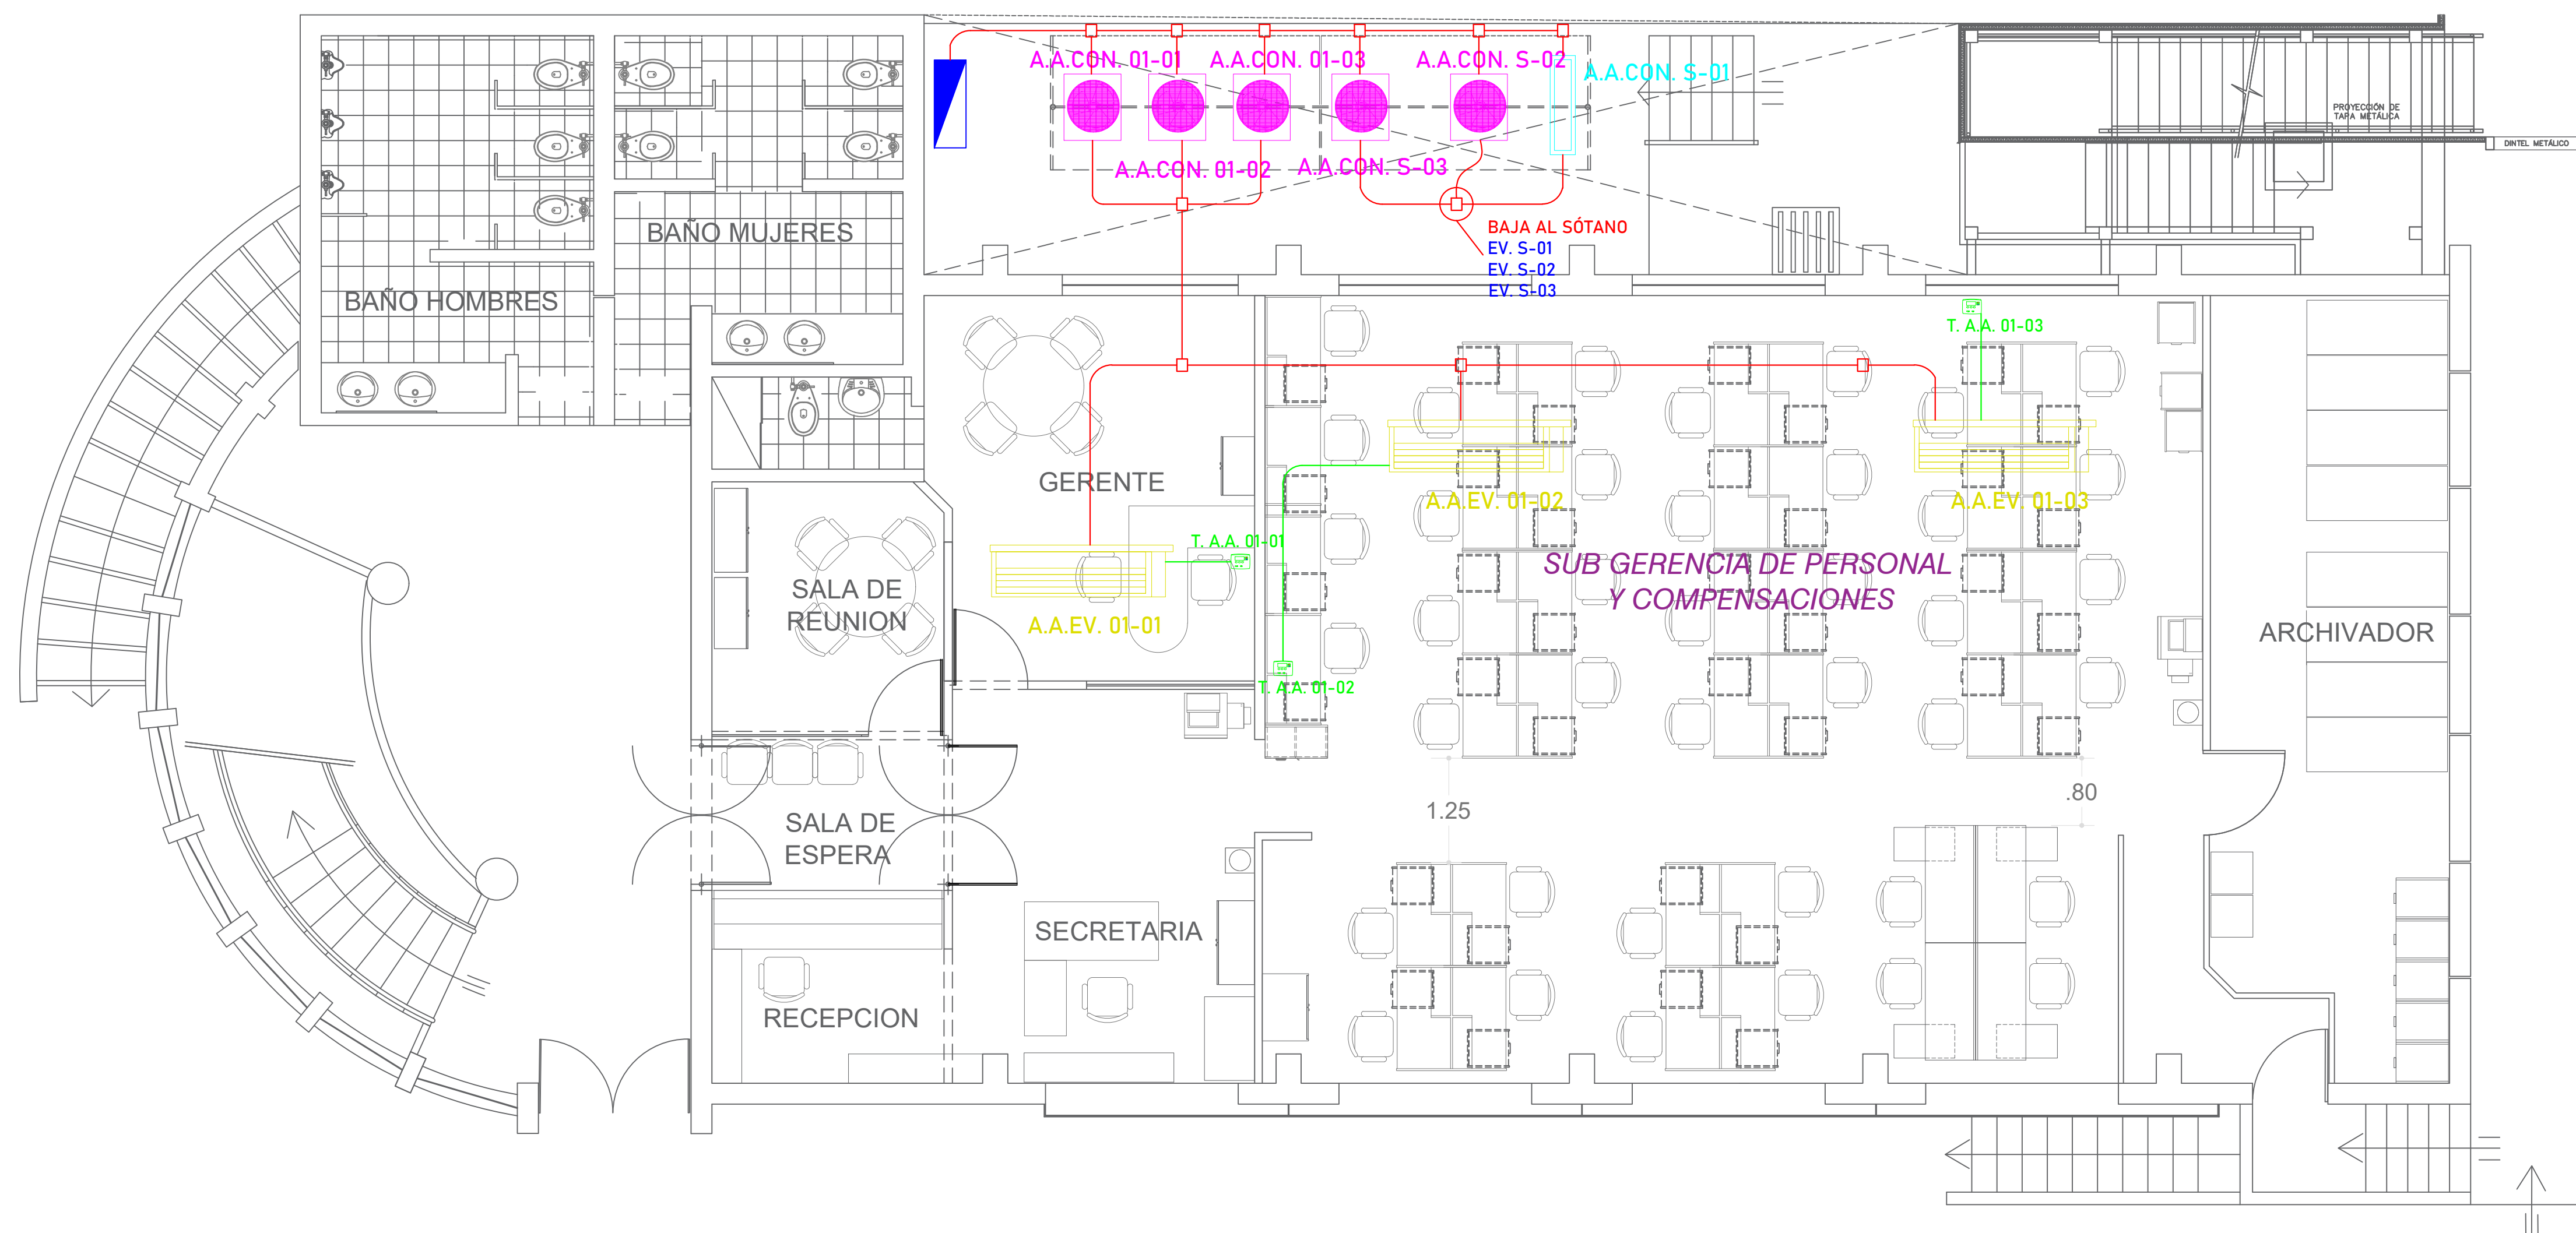 A.A.CON. 01-01
A.A.CON. 01-03
A.A.CON. S-02
A.A.CON. S-01
PROYECCIÓN DE
TAPA METÁLICA
DINTEL METÁLICO
A.A.CON. 01-02
A.A.CON. S-03
BAÑO MUJERES
BAJA AL SÓTANO
EV. S-01
EV. S-02
EV. S-03
BAÑO HOMBRES
T. A.A. 01-03
GERENTE
A.A.EV. 01-02
A.A.EV. 01-03
T. A.A. 01-01
SUB GERENCIA DE PERSONAL
Y COMPENSACIONES
SALA DE
REUNION
A.A.EV. 01-01
ARCHIVADOR
T. A.A. 01-02
.80
1.25
SALA DE
ESPERA
SECRETARIA
RECEPCION